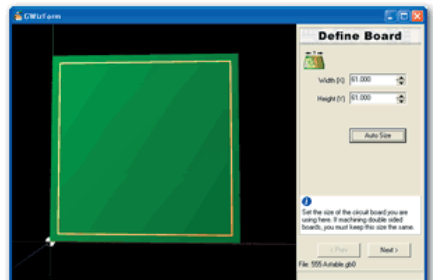 GWizForm
Define Board
Width (X) 61.000
Height (Y) 61.000
Auto Size
Set the size of the circuit board you are
using here. If machining double sided
boards, you must keep this size the same.
< Prev Next >
File: 555 Astable.gb0